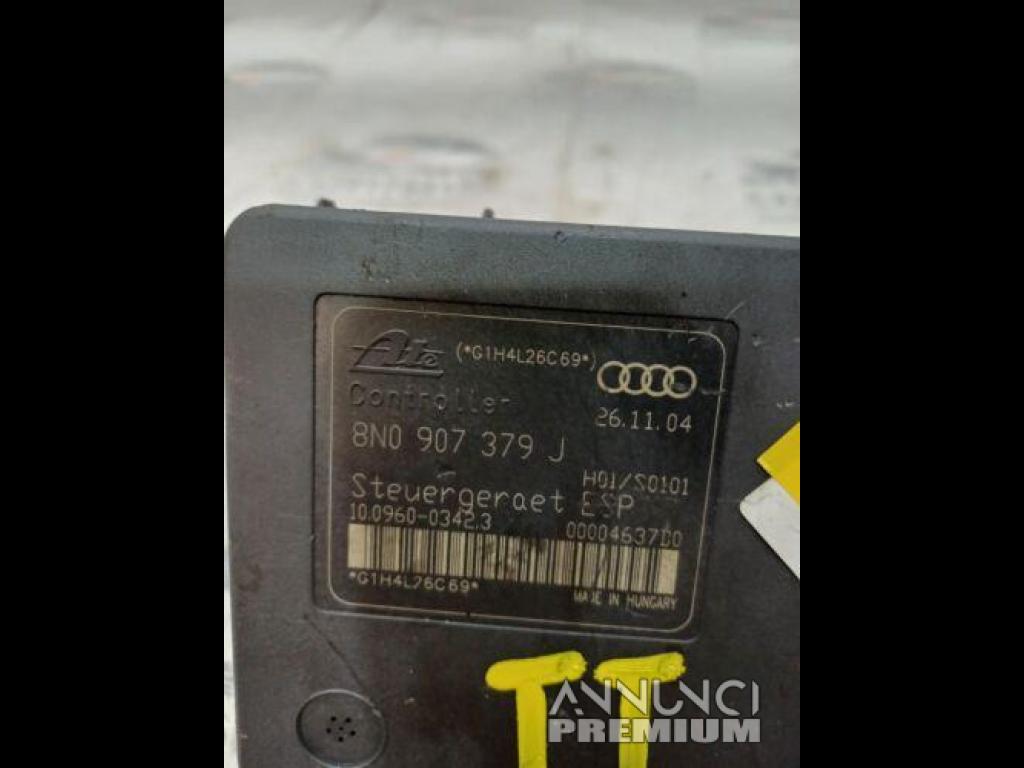 Ate (*G1H4L26C69*)
Controller 26.11.04
8N0 907 379 J
H01/S0101
Steuergeraet ESP
10.0960-0342.3 00004637D0
*G1H4L26C69* MADE IN HUNGARY
TT
ANNUNCI
PREMIUM